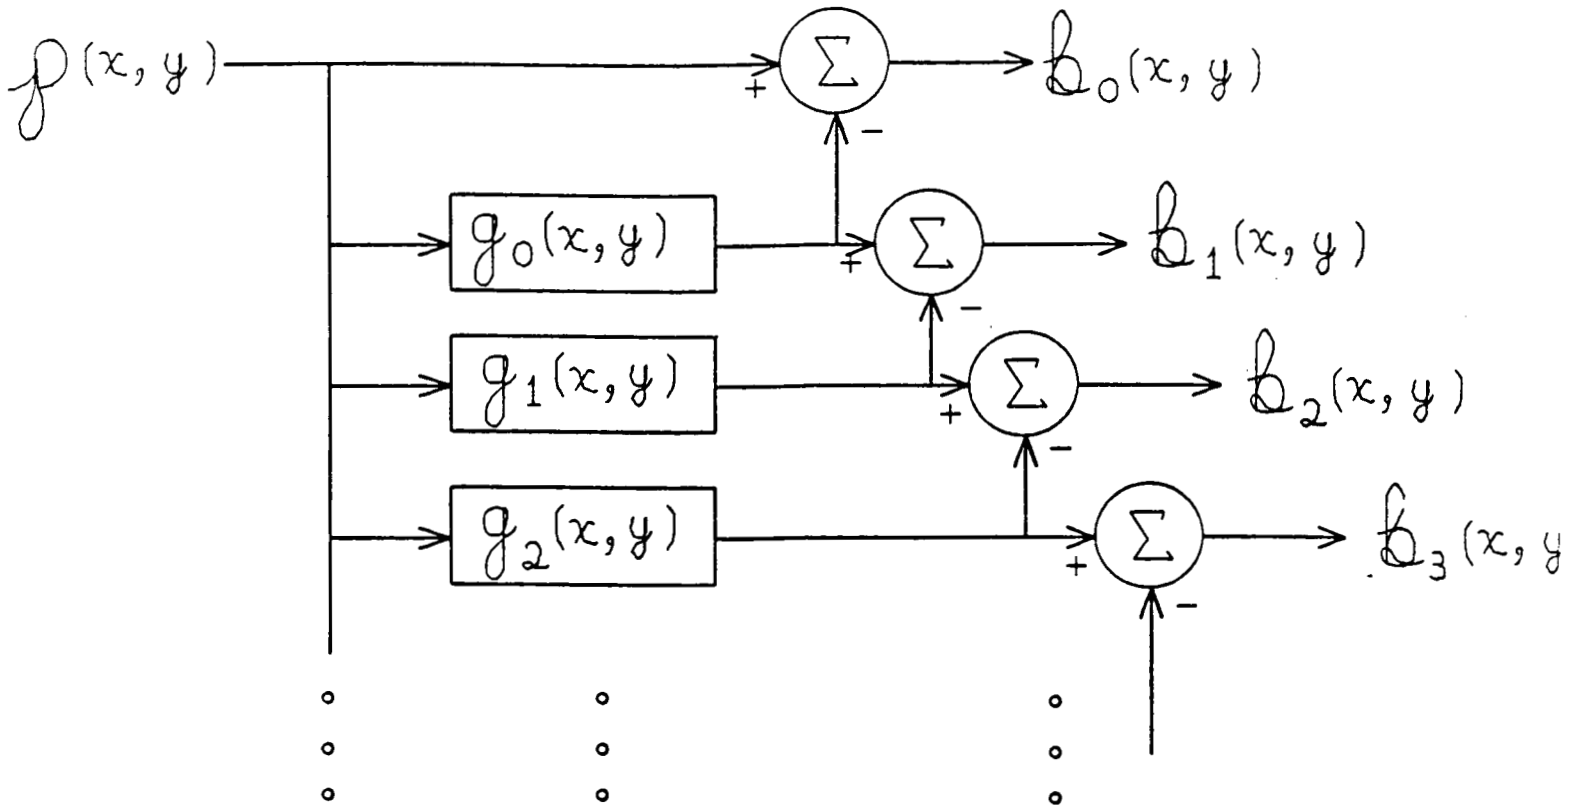 p(x, y) + Σ b₀(x, y)
−
g₀(x, y) + Σ b₁(x, y)
−
g₁(x, y) + Σ b₂(x, y)
−
g₂(x, y) + Σ b₃(x, y
−